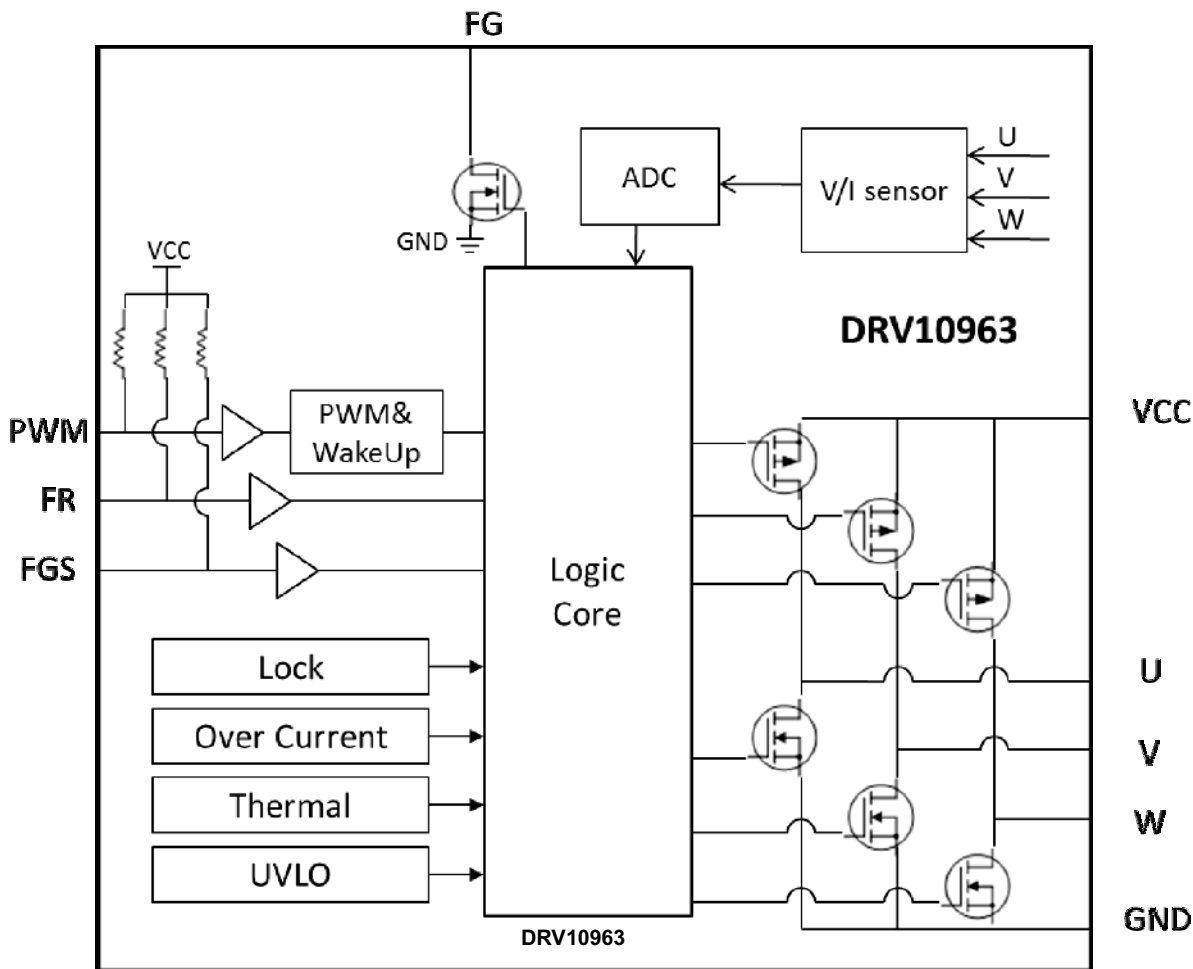 FG
ADC
V/I sensor
U
V
W
GND
VCC
DRV10963
PWM
PWM&
WakeUp
VCC
FR
FGS
Logic
Core
Lock
U
Over Current
V
Thermal
W
UVLO
GND
DRV10963